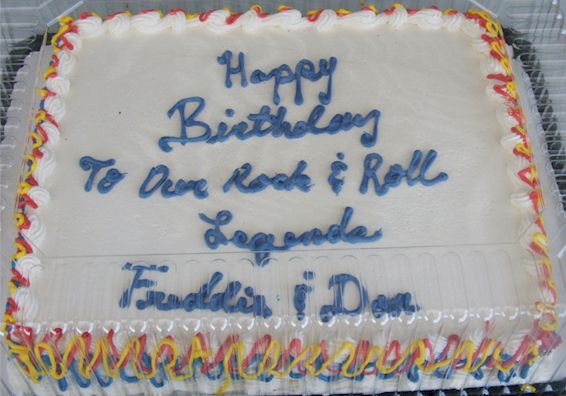 Happy
Birthday
To Our Rock & Roll
Legends
Freddie & Don